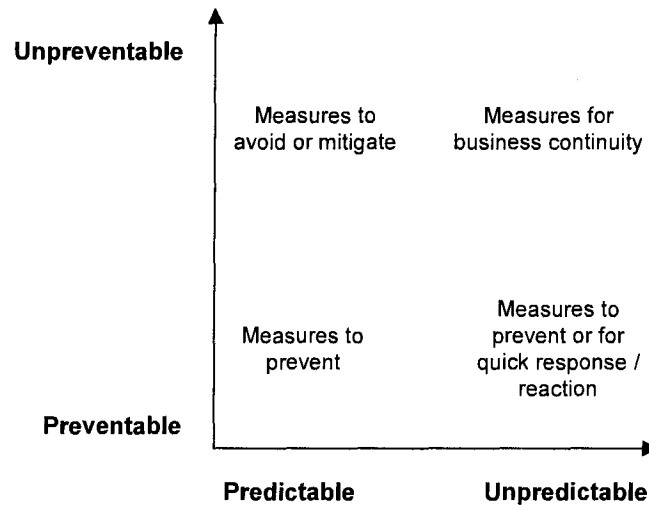 Unpreventable
Measures to
avoid or mitigate
Measures for
business continuity
Measures to
prevent
Measures to
prevent or for
quick response /
reaction
Preventable
Predictable
Unpredictable